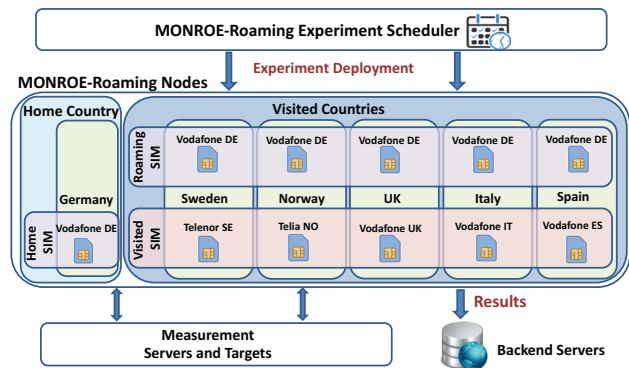 MONROE-Roaming Experiment Scheduler
Experiment Deployment
MONROE-Roaming Nodes
Home Country
Visited Countries
Roaming
SIM
Vodafone DE
Vodafone DE
Vodafone DE
Vodafone DE
Vodafone DE
Germany
Sweden
Norway
UK
Italy
Spain
Home
SIM
Vodafone DE
Visited
SIM
Telenor SE
Telia NO
Vodafone UK
Vodafone IT
Vodafone ES
Results
Measurement
Servers and Targets
Backend Servers